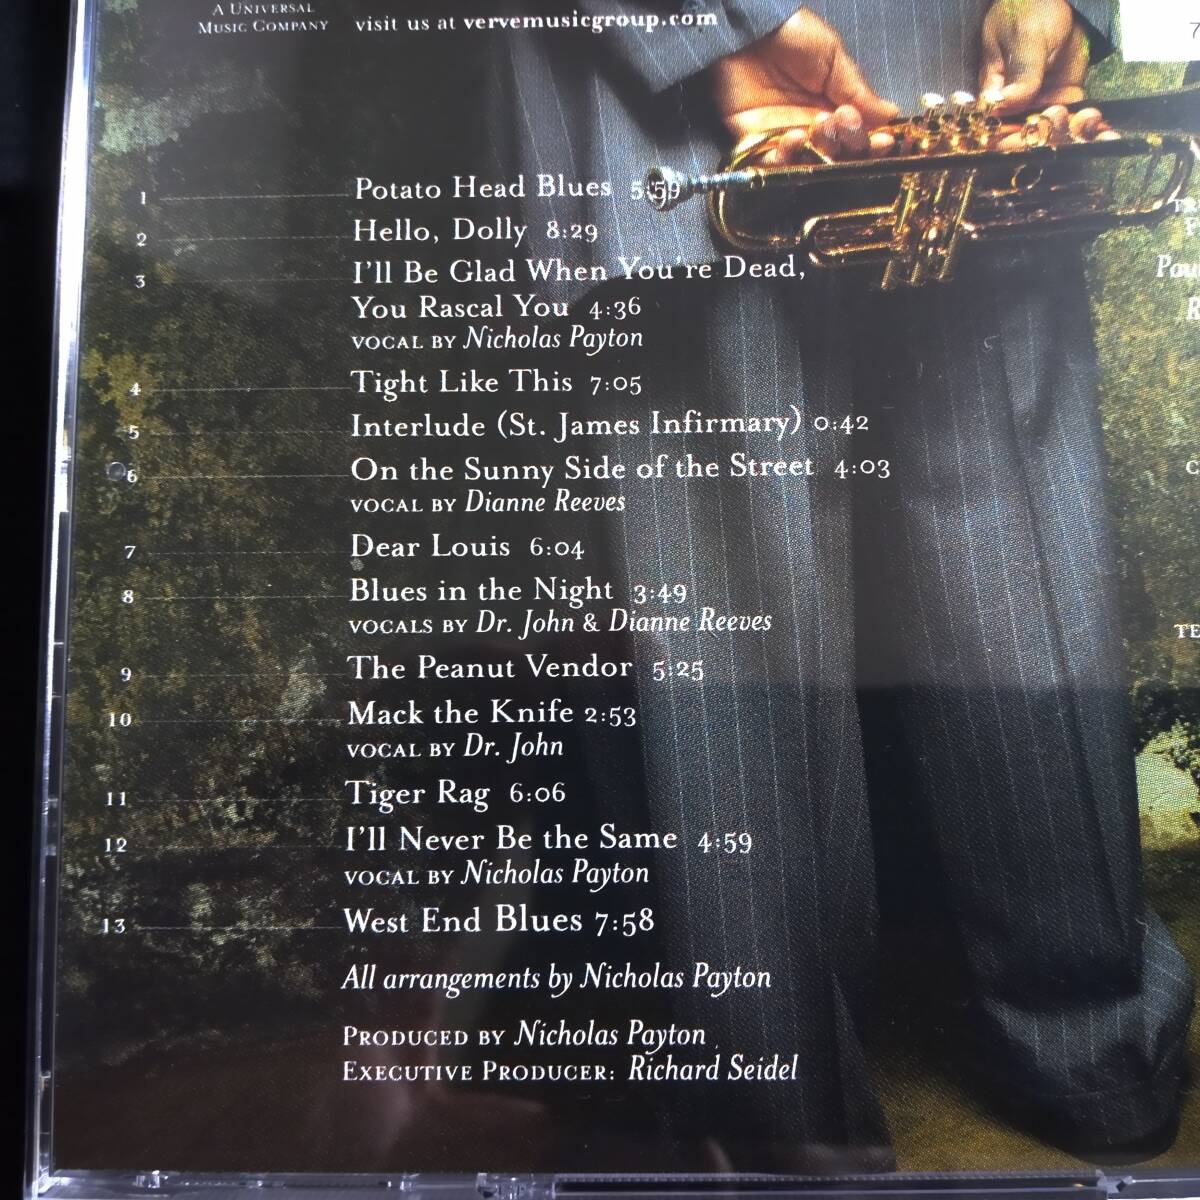 A Universal
Music Company
visit us at vervemusicgroup.com
1 Potato Head Blues 5:59
2 Hello, Dolly 8:29
3 I'll Be Glad When You're Dead,
You Rascal You 4:36
vocal by Nicholas Payton
4 Tight Like This 7:05
5 Interlude (St. James Infirmary) 0:42
6 On the Sunny Side of the Street 4:03
vocal by Dianne Reeves
7 Dear Louis 6:04
8 Blues in the Night 3:49
vocals by Dr. John & Dianne Reeves
9 The Peanut Vendor 5:25
10 Mack the Knife 2:53
vocal by Dr. John
11 Tiger Rag 6:06
12 I'll Never Be the Same 4:59
vocal by Nicholas Payton
13 West End Blues 7:58
All arrangements by Nicholas Payton
Produced by Nicholas Payton
Executive Producer: Richard Seidel